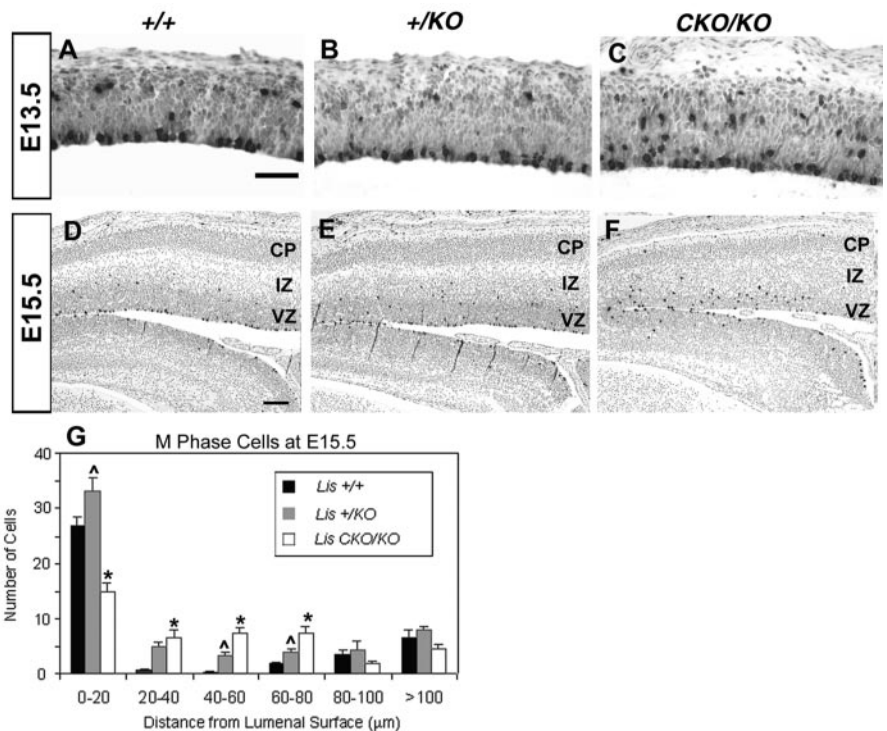 +/+ +/KO CKO/KO
A B C
E13.5
D E F
CP CP CP
IZ IZ IZ
VZ VZ VZ
E15.5
G M Phase Cells at E15.5
40
30
20
10
0
Number of Cells
^ * * ^ * ^ *
Lis +/+
Lis +/KO
Lis CKO/KO
0-20 20-40 40-60 60-80 80-100 >100
Distance from Lumenal Surface (µm)